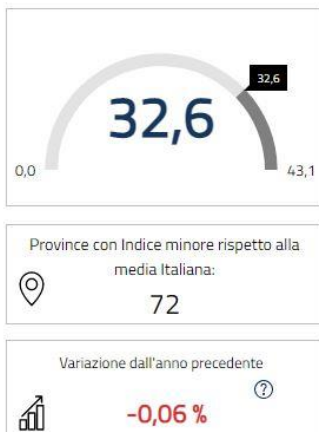 32,6
32,6
0,0
43,1
Province con Indice minore rispetto alla
media Italiana:
72
Variazione dall'anno precedente
?
-0,06 %